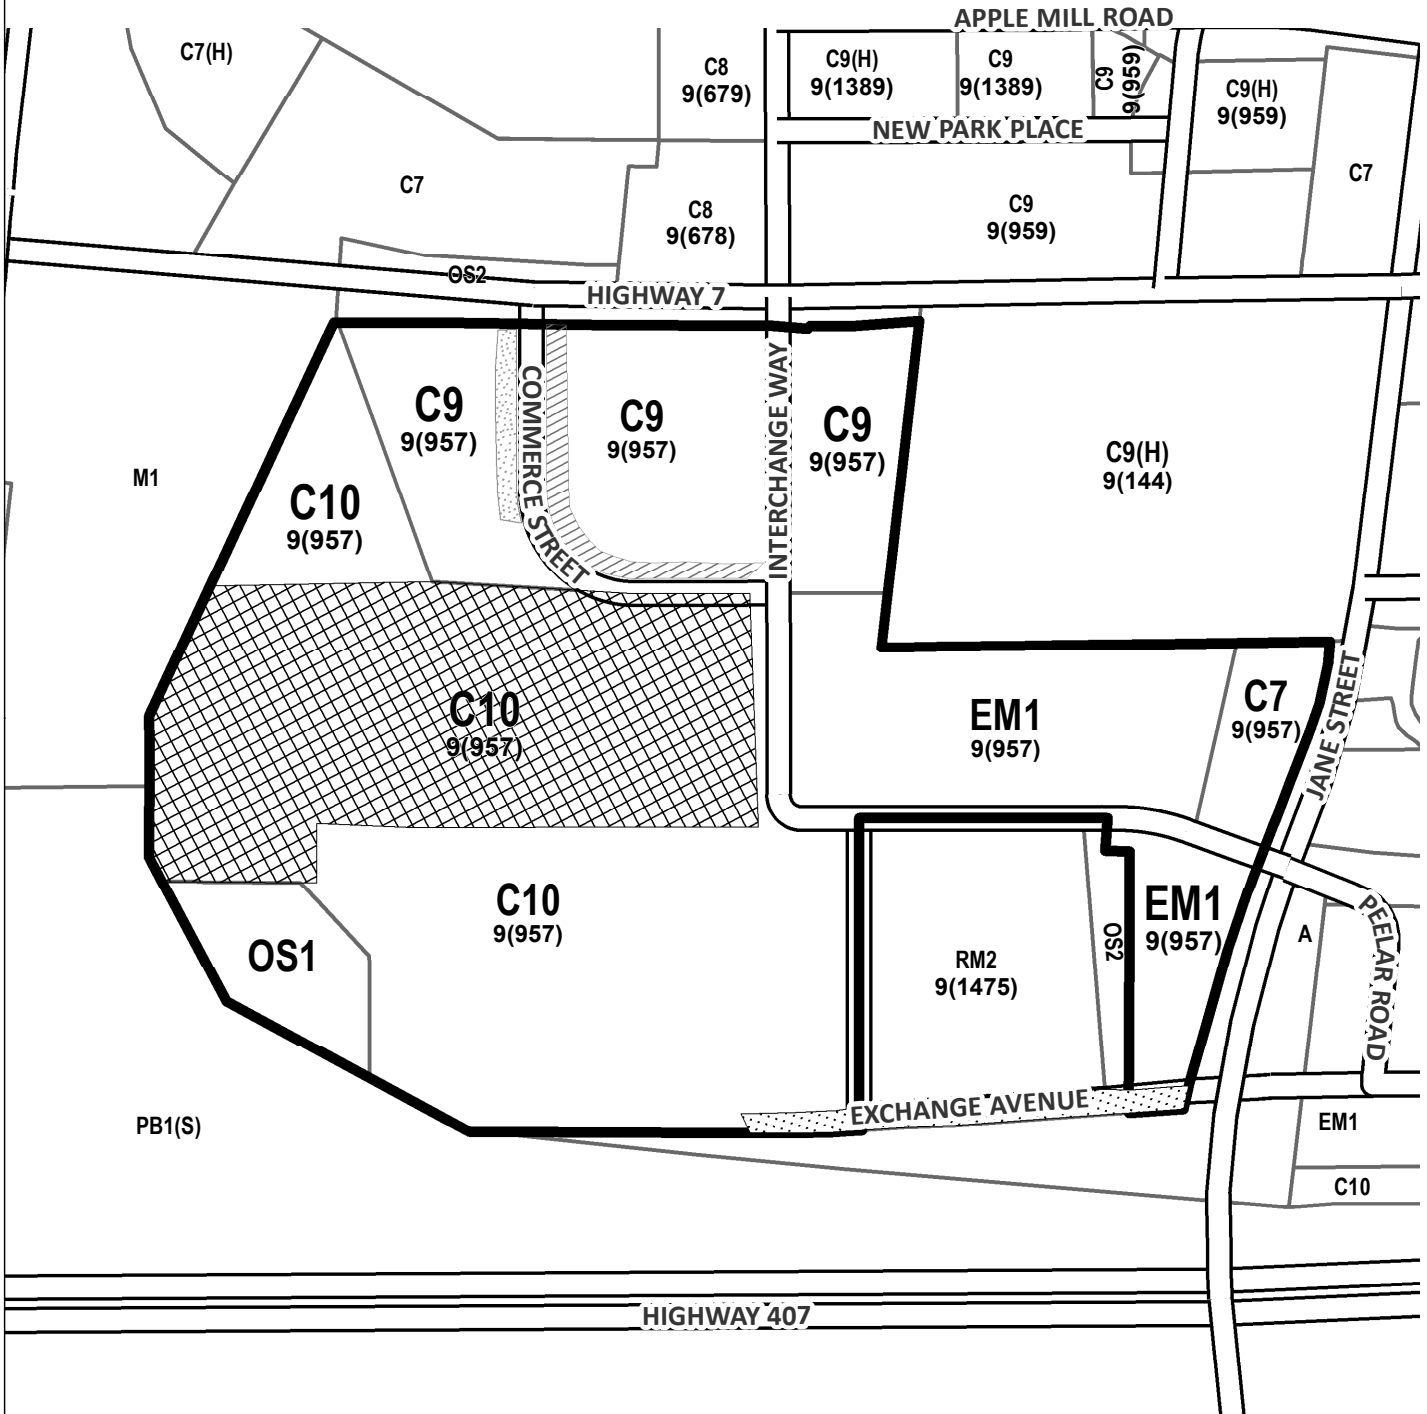 APPLE MILL ROAD
C7(H)
C8
9(679)
C9(H)
9(1389)
C9
9(1389)
C9
9(959)
C9(H)
9(959)
NEW PARK PLACE
C7
C7
C8
9(678)
C9
9(959)
OS2
HIGHWAY 7
C9
9(957)
COMMERCE STREET
C9
9(957)
INTERCHANGE WAY
C9
9(957)
C9(H)
9(144)
M1
C10
9(957)
C10
9(957)
EM1
9(957)
C7
9(957)
JANE STREET
C10
9(957)
OS1
RM2
9(1475)
OS2
EM1
9(957)
A
PEELAR ROAD
EXCHANGE AVENUE
PB1(S)
EM1
C10
HIGHWAY 407